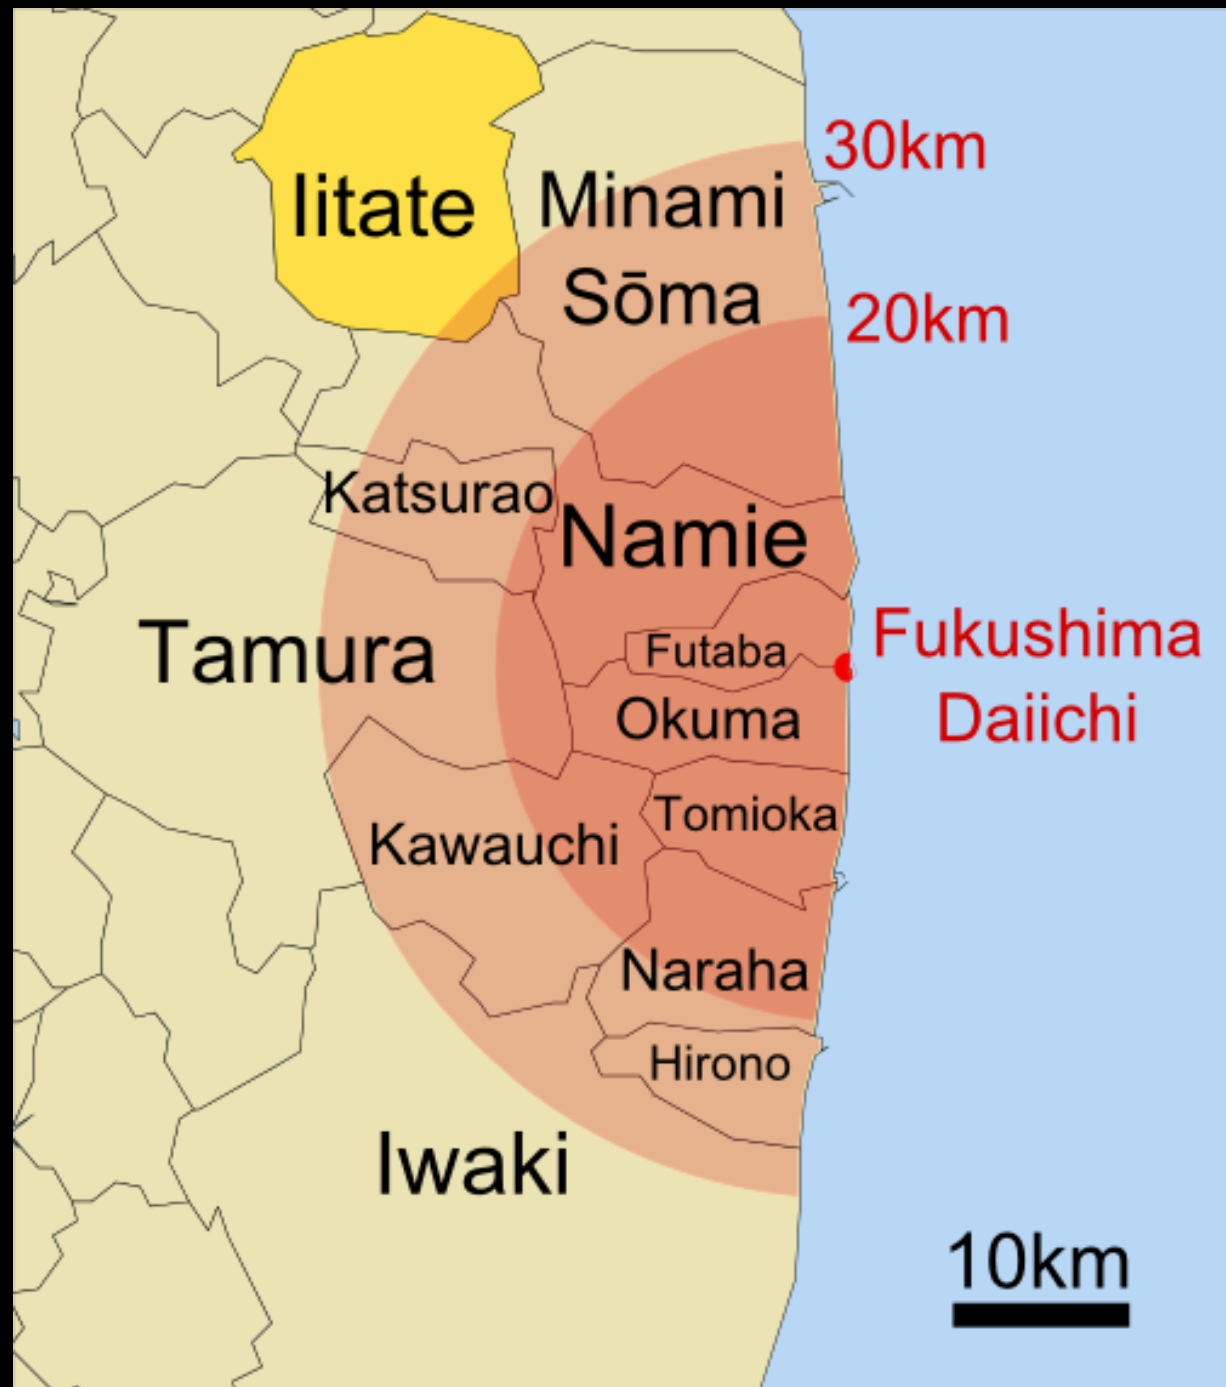 30km
Iitate
Minami
Sōma
20km
Katsurao
Namie
Tamura
Futaba
Fukushima
Daiichi
Okuma
Tomioka
Kawauchi
Naraha
Hirono
Iwaki
10km